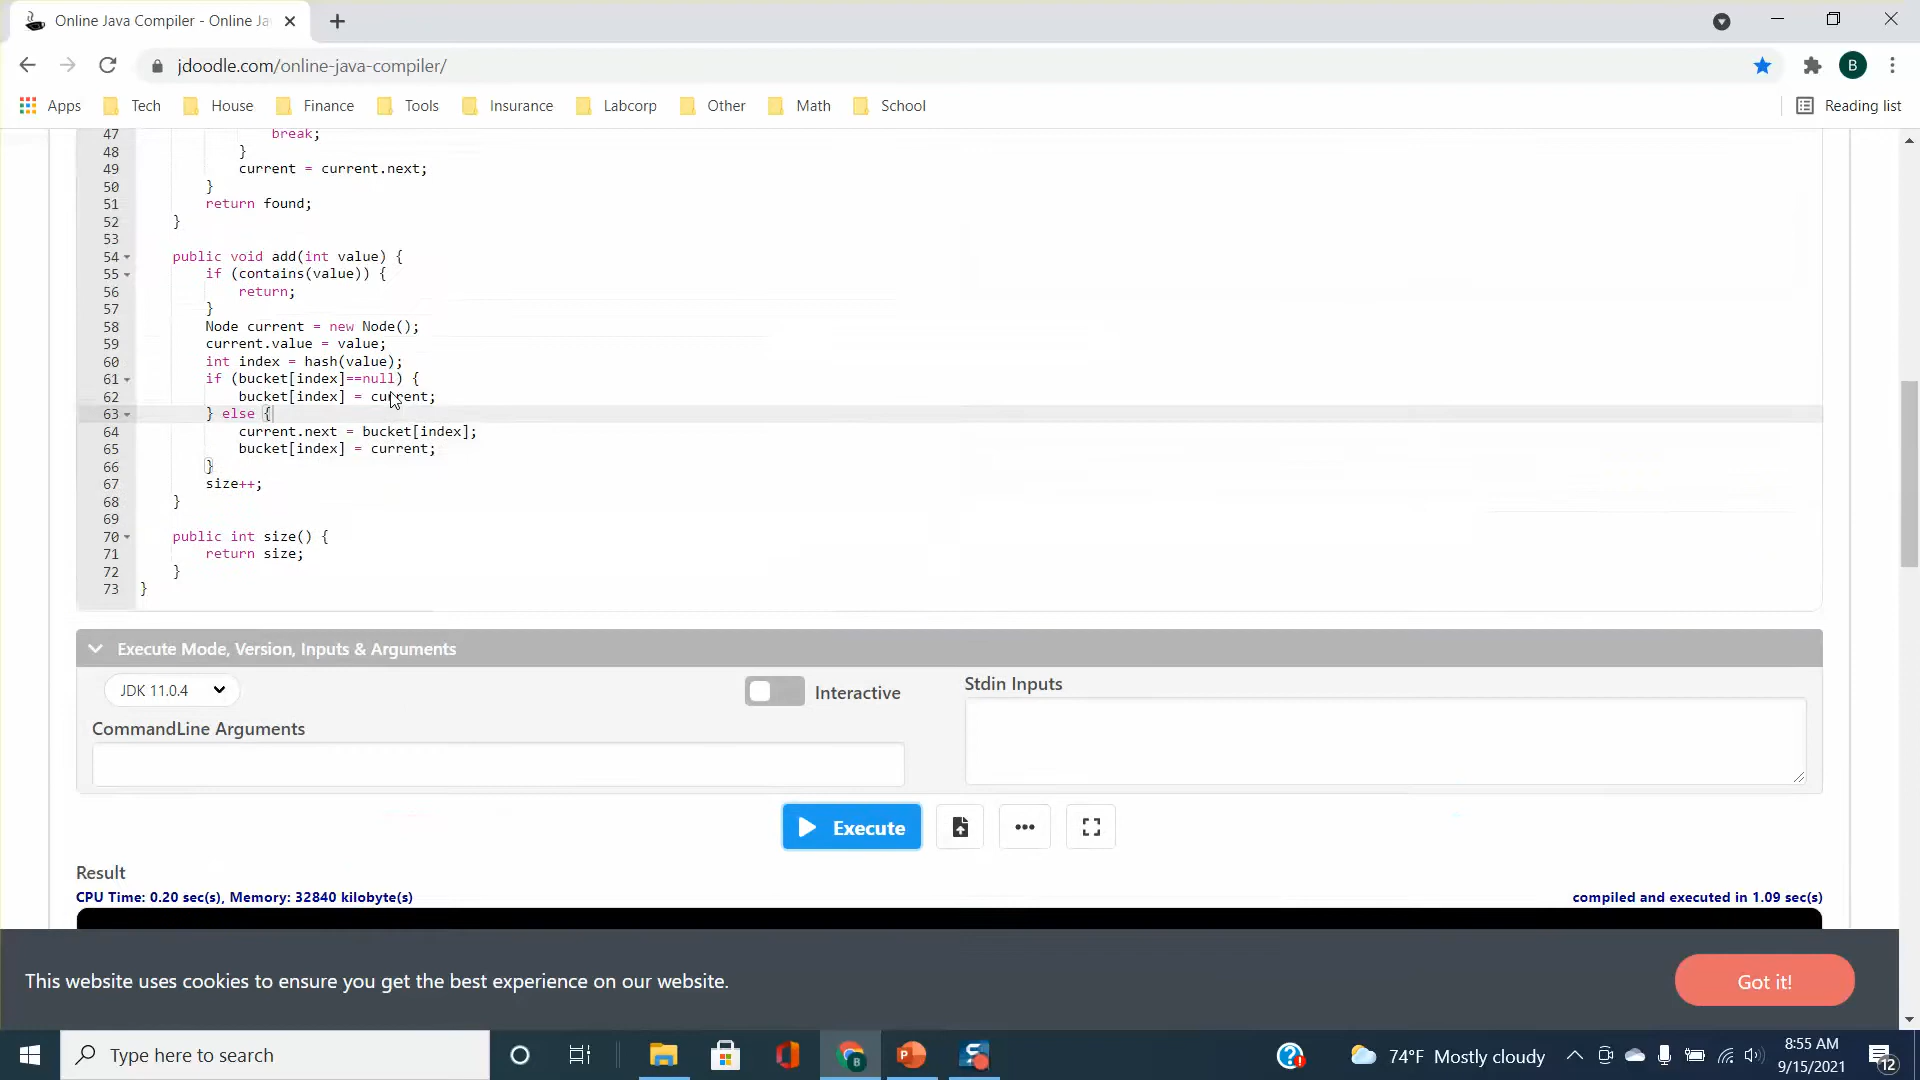 Online Java Compiler - Online Ja
jdoodle.com/online-java-compiler/
B
Apps Tech House Finance Tools Insurance Labcorp Other Math School Reading list
47 break;
48 }
49 current = current.next;
50 }
51 return found;
52 }
53
54 public void add(int value) {
55 if (contains(value)) {
56 return;
57 }
58 Node current = new Node();
59 current.value = value;
60 int index = hash(value);
61 if (bucket[index]==null) {
62 bucket[index] = current;
63 } else {
64 current.next = bucket[index];
65 bucket[index] = current;
66 }
67 size++;
68 }
69
70 public int size() {
71 return size;
72 }
73 }
Execute Mode, Version, Inputs & Arguments
JDK 11.0.4
Interactive
Stdin Inputs
CommandLine Arguments
Execute
Result
CPU Time: 0.20 sec(s), Memory: 32840 kilobyte(s)
compiled and executed in 1.09 sec(s)
This website uses cookies to ensure you get the best experience on our website.
Got it!
Type here to search
74°F Mostly cloudy
8:55 AM
9/15/2021
12